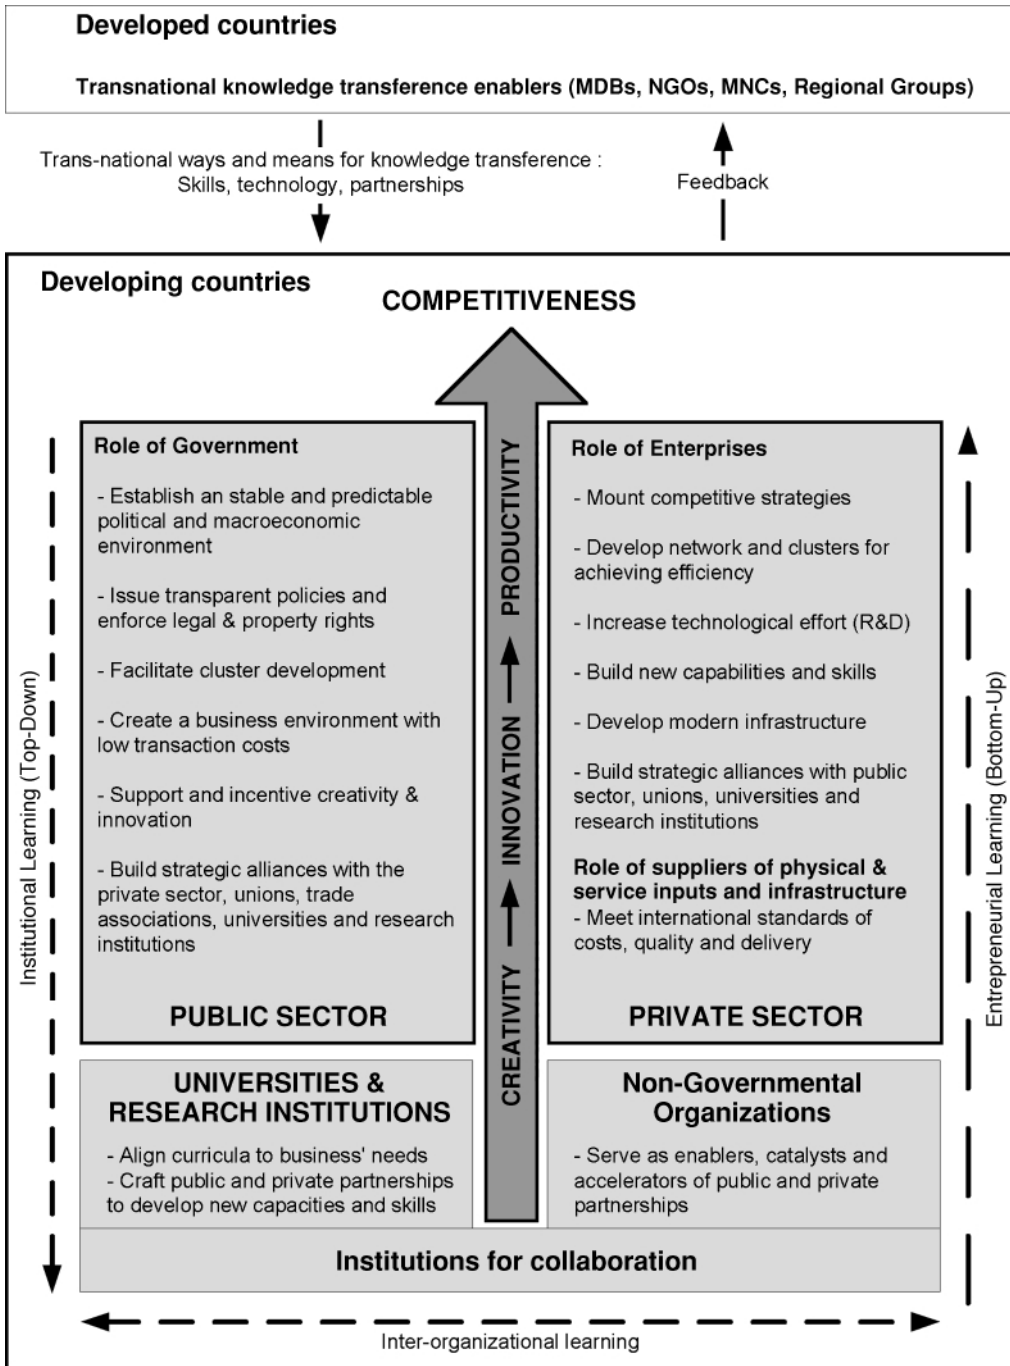 Developed countries
Transnational knowledge transference enablers (MDBs, NGOs, MNCs, Regional Groups)
Trans-national ways and means for knowledge transference :
Skills, technology, partnerships
Feedback
Developing countries
COMPETITIVENESS
Institutional Learning (Top-Down)
Role of Government
- Establish an stable and predictable
political and macroeconomic
environment
- Issue transparent policies and
enforce legal & property rights
- Facilitate cluster development
- Create a business environment with
low transaction costs
- Support and incentive creativity &
innovation
- Build strategic alliances with the
private sector, unions, trade
associations, universities and research
institutions
PUBLIC SECTOR
CREATIVITY
INNOVATION
PRODUCTIVITY
Role of Enterprises
- Mount competitive strategies
- Develop network and clusters for
achieving efficiency
- Increase technological effort (R&D)
- Build new capabilities and skills
- Develop modern infrastructure
- Build strategic alliances with public
sector, unions, universities and
research institutions
Role of suppliers of physical &
service inputs and infrastructure
- Meet international standards of
costs, quality and delivery
PRIVATE SECTOR
Entrepreneurial Learning (Bottom-Up)
UNIVERSITIES &
RESEARCH INSTITUTIONS
- Align curricula to business' needs
- Craft public and private partnerships
to develop new capacities and skills
Non-Governmental
Organizations
- Serve as enablers, catalysts and
accelerators of public and private
partnerships
Institutions for collaboration
Inter-organizational learning